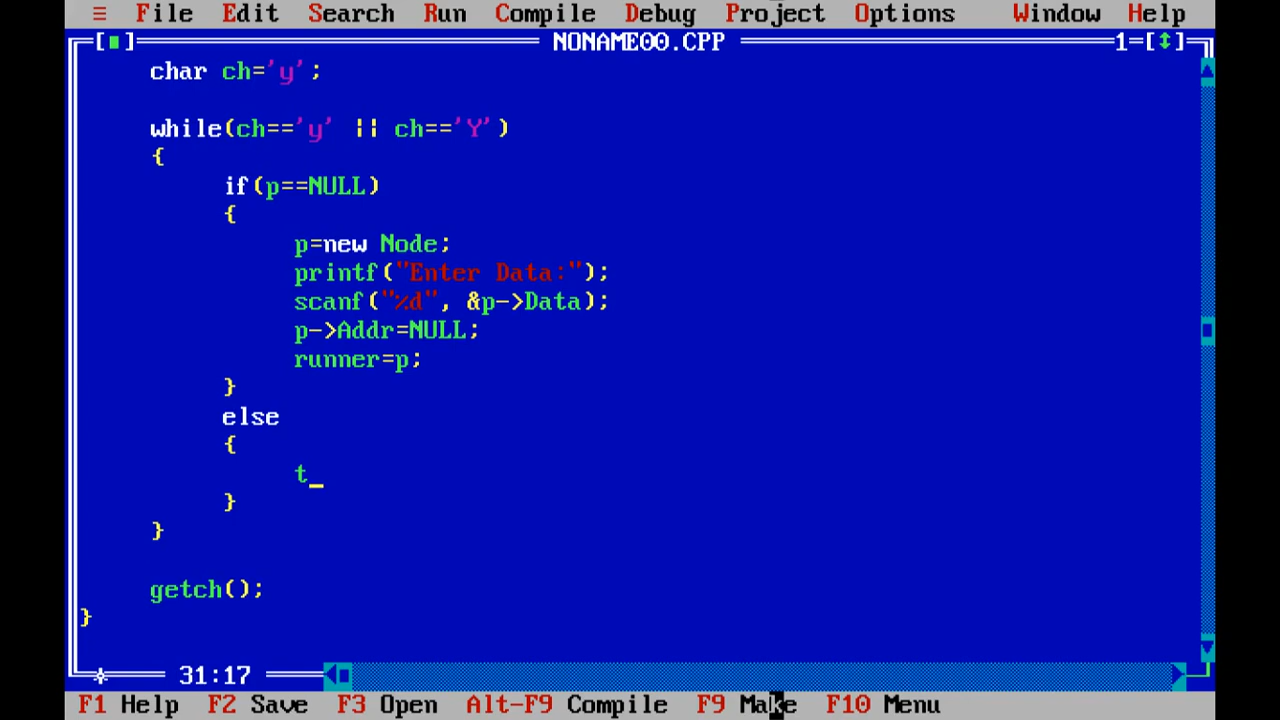 ≡ File Edit Search Run Compile Debug Project Options Window Help
[■] NONAME00.CPP 1=[↕]
char ch='y';
while(ch=='y' || ch=='Y')
{
if(p==NULL)
{
p=new Node;
printf("Enter Data:");
scanf("%d", &p->Data);
p->Addr=NULL;
runner=p;
}
else
{
t_
}
}
getch();
}
31:17
F1 Help F2 Save F3 Open Alt-F9 Compile F9 Make F10 Menu